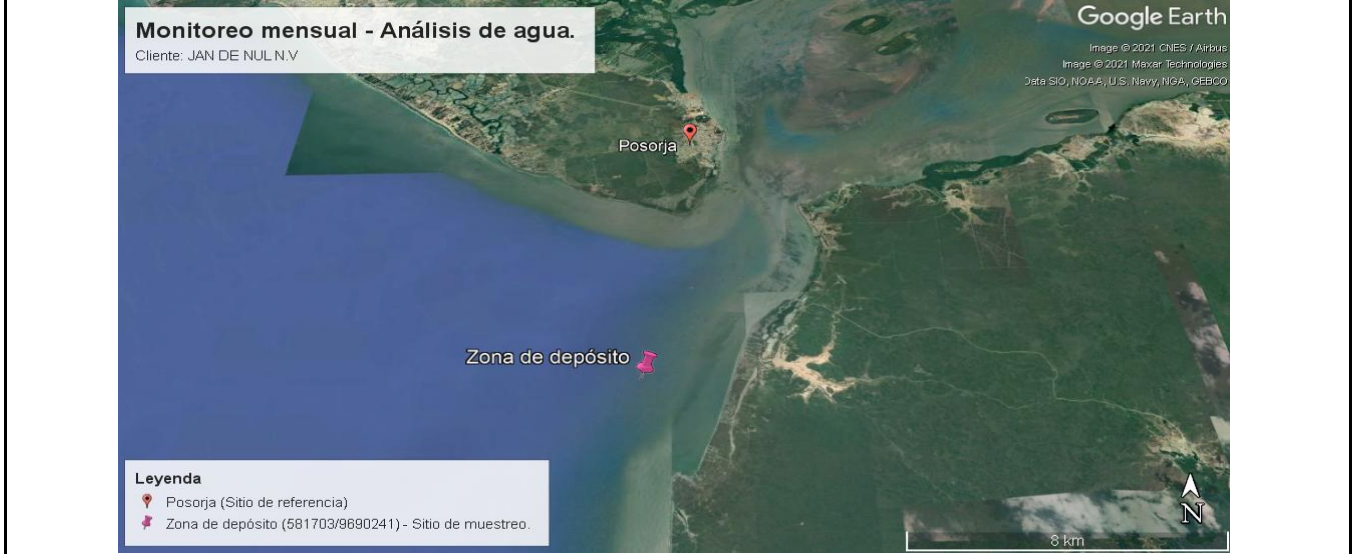 Monitoreo mensual - Análisis de agua.
Cliente: JAN DE NUL N.V
Google Earth
Image © 2021 CNES / Airbus
Image © 2021 Maxar Technologies
Data SIO, NOAA, U.S. Navy, NGA, GEBCO
Posorja
Zona de depósito
Leyenda
Posorja (Sitio de referencia)
Zona de depósito (581703/9690241) - Sitio de muestreo.
N
8 km